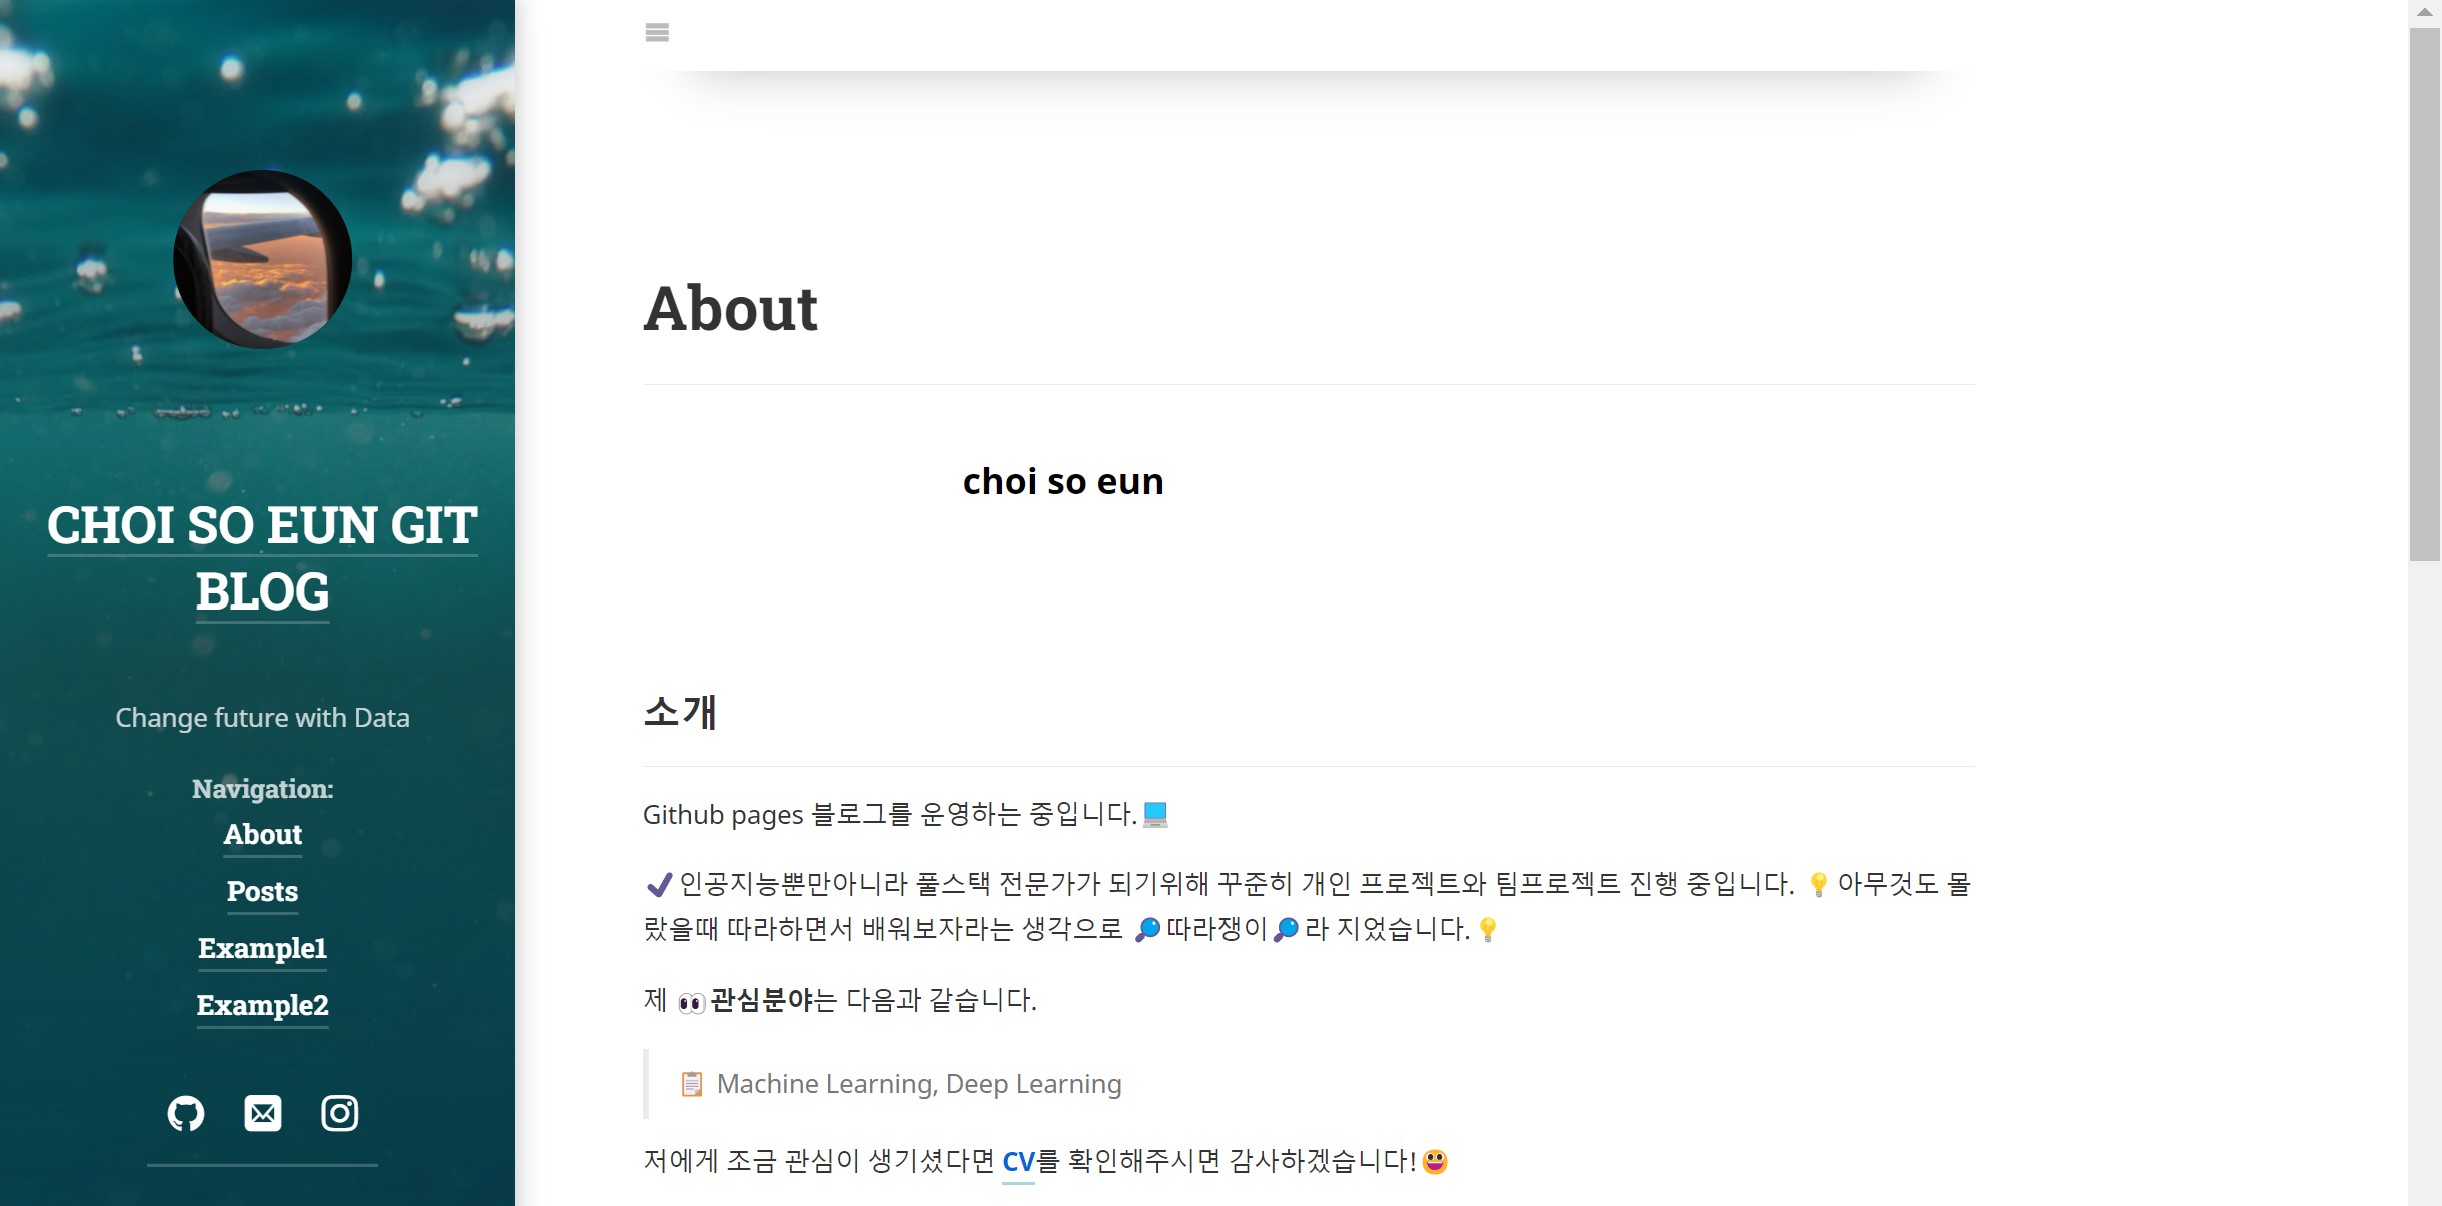 CHOI SO EUN GIT
BLOG
Change future with Data
Navigation:
About
Posts
Example1
Example2
About
choi so eun
소개
Github pages 블로그를 운영하는 중입니다.💻
✔️인공지능뿐만아니라 풀스택 전문가가 되기위해 꾸준히 개인 프로젝트와 팀프로젝트 진행 중입니다. 💡아무것도 몰
랐을때 따라하면서 배워보자라는 생각으로 🔎따라쟁이🔎라 지었습니다.💡
제 👀관심분야는 다음과 같습니다.
📋 Machine Learning, Deep Learning
저에게 조금 관심이 생기셨다면 CV를 확인해주시면 감사하겠습니다!😃